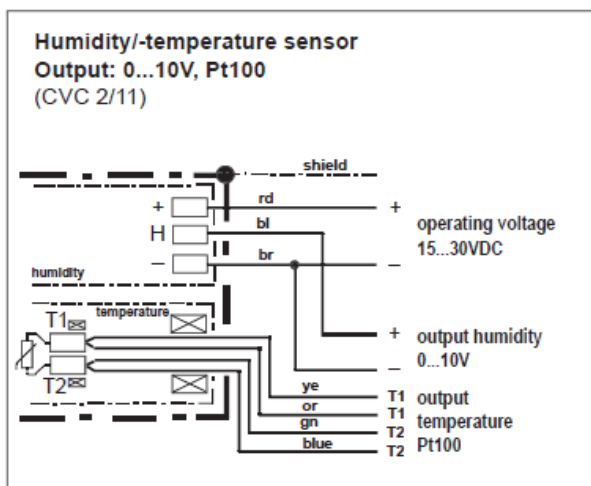 Humidity/-temperature sensor
Output: 0...10V, Pt100
(CVC 2/11)
shield
+ rd +
H bl operating voltage
15...30VDC
– br –
humidity
T1 temperature
+ output humidity
0...10V
–
T2
ye T1 output
or T1 temperature
gn T2 Pt100
blue T2